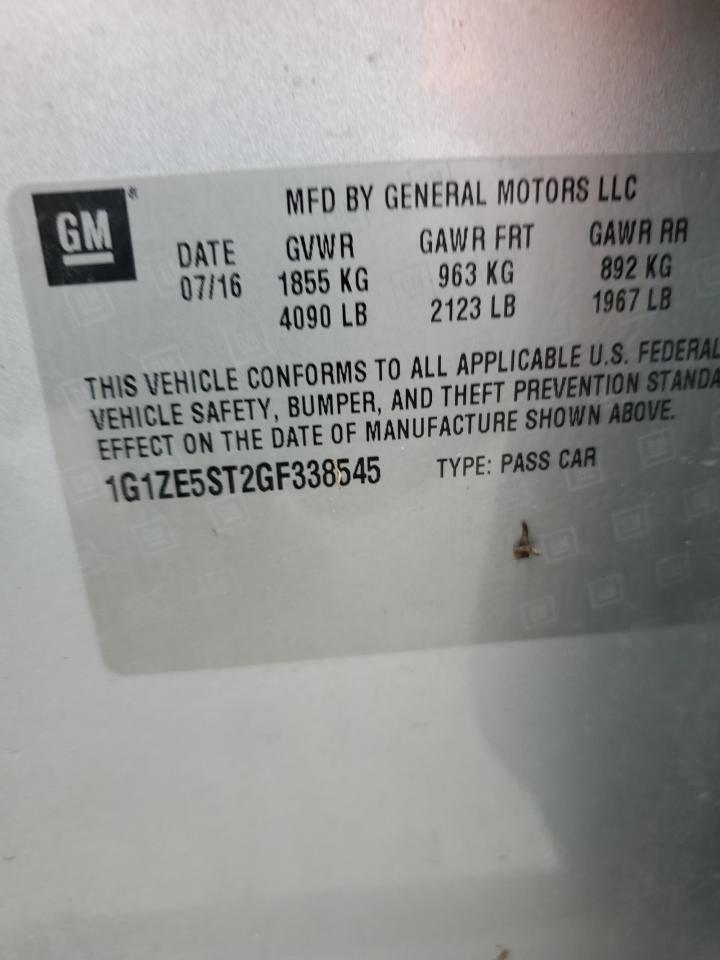 GM®
MFD BY GENERAL MOTORS LLC
DATE GVWR GAWR FRT GAWR RR
07/16 1855 KG 963 KG 892 KG
4090 LB 2123 LB 1967 LB
THIS VEHICLE CONFORMS TO ALL APPLICABLE U.S. FEDERAL
VEHICLE SAFETY, BUMPER, AND THEFT PREVENTION STANDA
EFFECT ON THE DATE OF MANUFACTURE SHOWN ABOVE.
1G1ZE5ST2GF338545 TYPE: PASS CAR